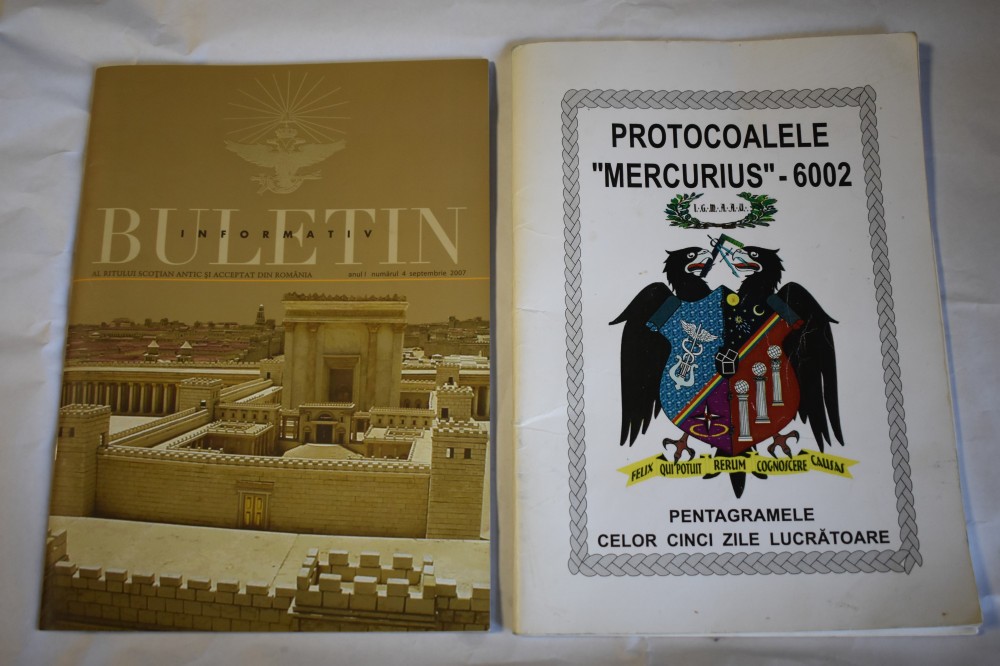 BULETIN
INFORMATIV
AL RITULUI SCOȚIAN ANTIC ȘI ACCEPTAT DIN ROMÂNIA
anul I numărul 4 septembrie 2007
PROTOCOALELE
"MERCURIUS" - 6002
FELIX QUI POTUIT RERUM COGNOSCERE CAUSAS
PENTAGRAMELE
CELOR CINCI ZILE LUCRĂTOARE